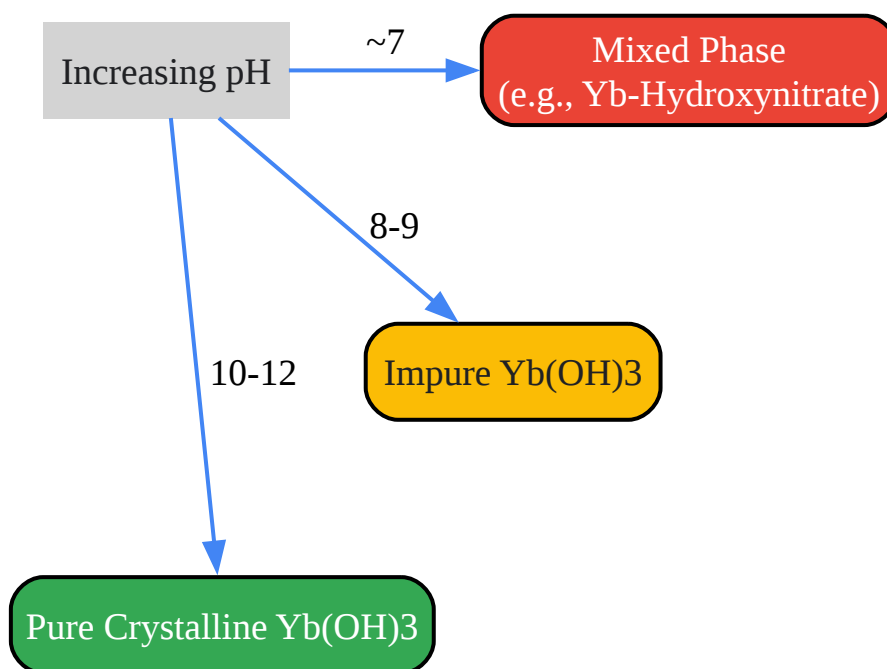 Increasing pH
~7
Mixed Phase
(e.g., Yb-Hydroxynitrate)
8-9
Impure Yb(OH)3
10-12
Pure Crystalline Yb(OH)3